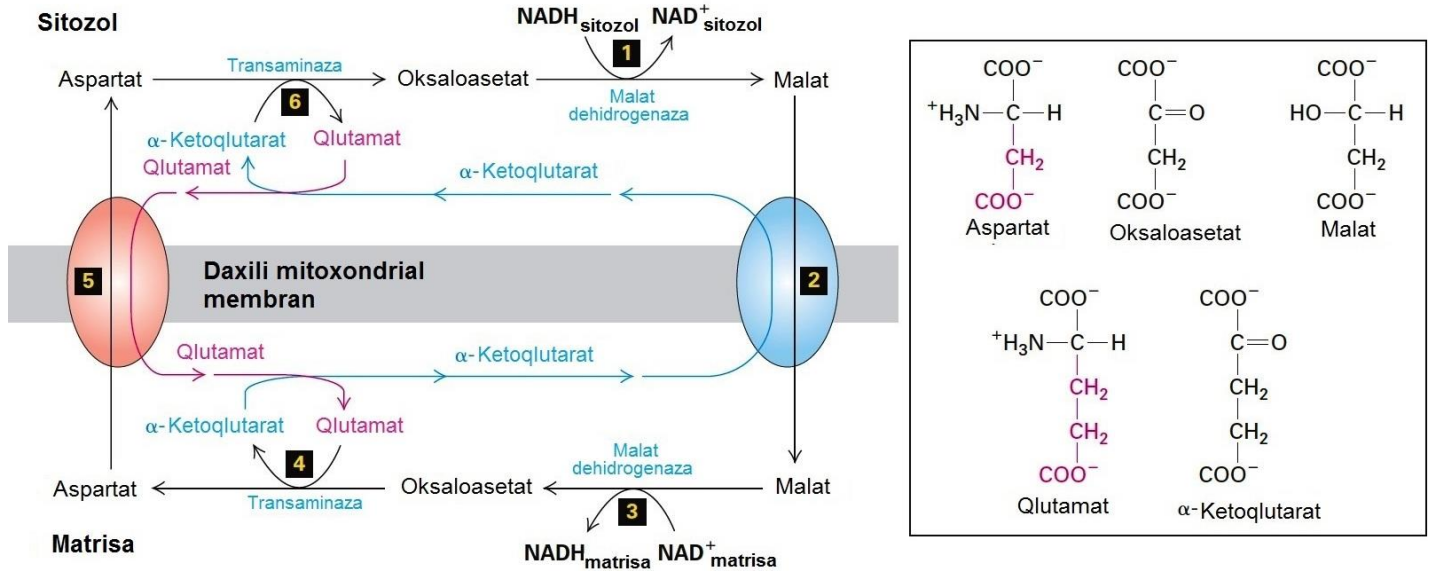 Sitozol
NADH sitozol NAD+ sitozol
1
Aspartat
Transaminaza
Oksaloasetat
Malat
6
Malat
dehidrogenaza
α-Ketoqlutarat
Qlutamat
Qlutamat
α-Ketoqlutarat
5
Daxili mitoxondrial
membran
2
Qlutamat
α-Ketoqlutarat
α-Ketoqlutarat
Qlutamat
4
Malat
dehidrogenaza
Aspartat
Transaminaza
Oksaloasetat
Malat
3
Matrisa
NADH matrisa NAD+ matrisa
COO−
+H3N—C—H
CH2
COO−
Aspartat
COO−
C=O
CH2
COO−
Oksaloasetat
COO−
HO—C—H
CH2
COO−
Malat
COO−
+H3N—C—H
CH2
CH2
COO−
Qlutamat
COO−
C=O
CH2
CH2
COO−
α-Ketoqlutarat